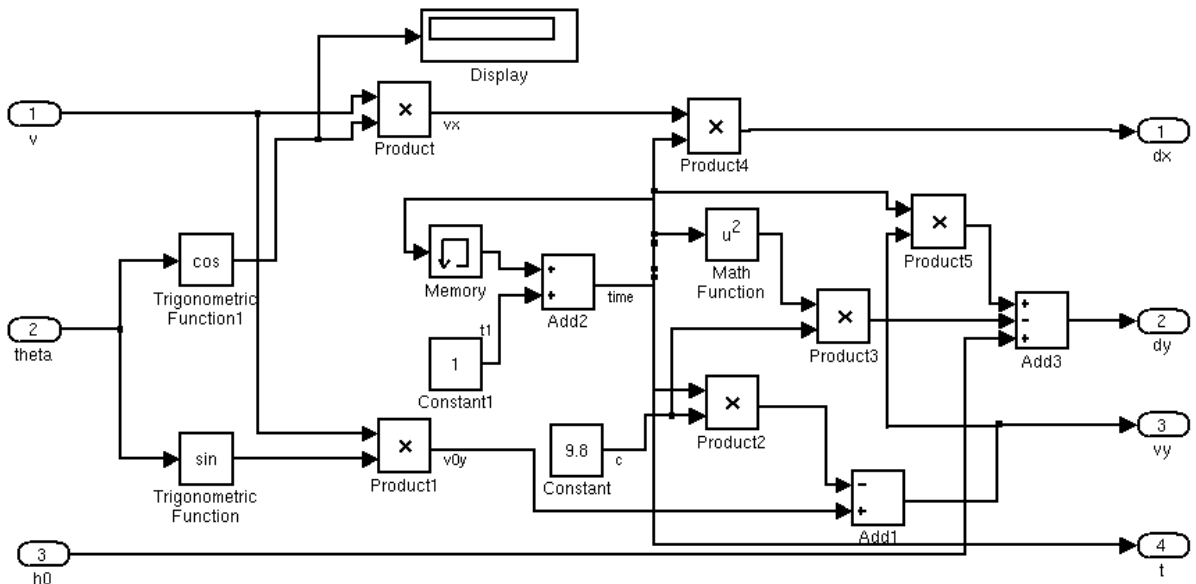 Display
1
v
×
Product
vx
×
Product4
1
dx
cos
Trigonometric
Function1
Memory
+
+
Add2
time
u²
Math
Function
×
Product5
2
theta
t1
1
Constant1
×
Product3
+
-
+
Add3
2
dy
sin
Trigonometric
Function
×
Product1
v0y
9.8
Constant
c
×
Product2
-
+
Add1
3
vy
3
h0
4
t